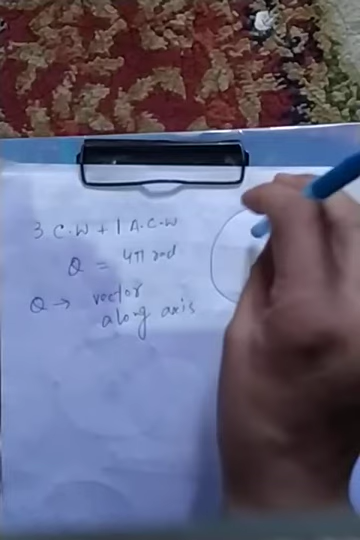 3 C.W + 1 A.C.W
Q = 4π rad
Q → vector
along axis